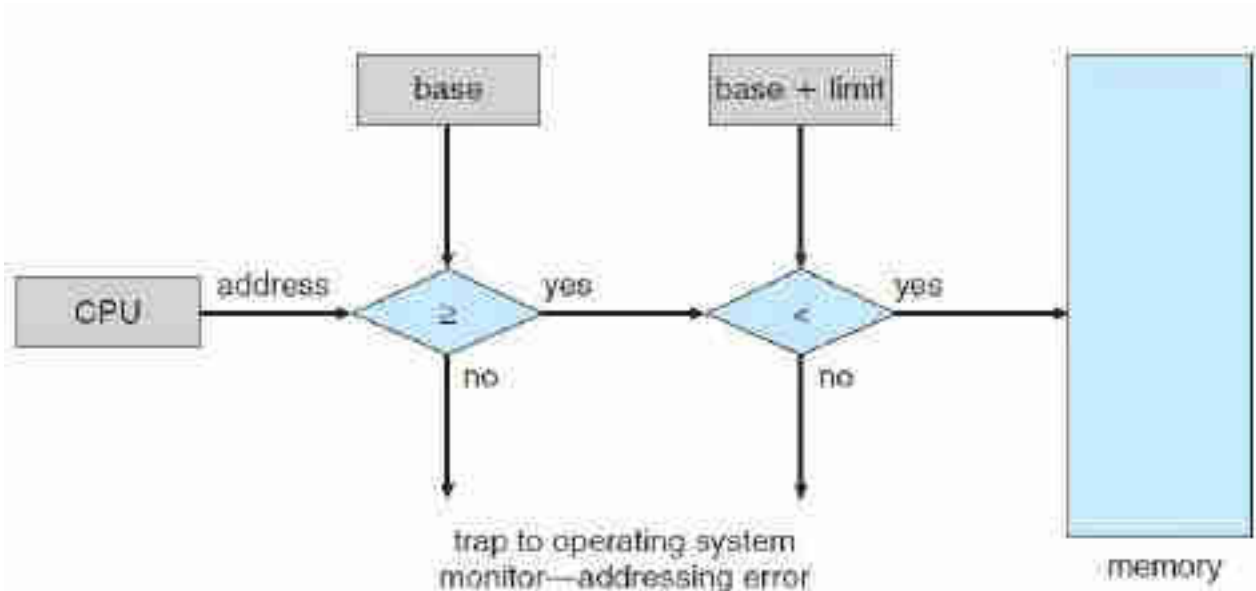 base
base + limit
CPU
address
≥
yes
<
yes
no
no
trap to operating system
monitor—addressing error
memory